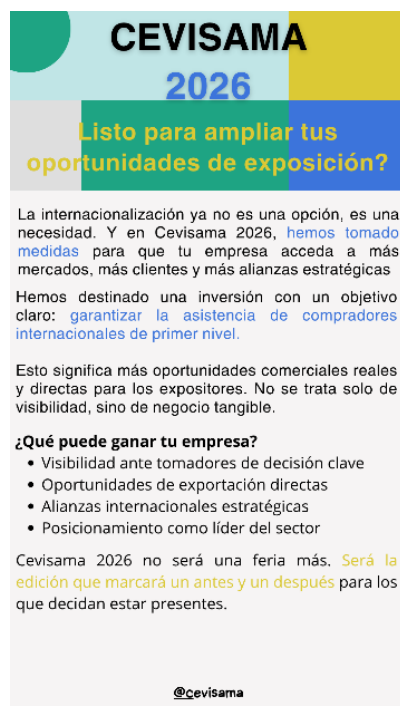 CEVISAMA
2026
Listo para ampliar tus
oportunidades de exposición?
La internacionalización ya no es una opción, es una
necesidad. Y en Cevisama 2026, hemos tomado
medidas para que tu empresa acceda a más
mercados, más clientes y más alianzas estratégicas
Hemos destinado una inversión con un objetivo
claro: garantizar la asistencia de compradores
internacionales de primer nivel.
Esto significa más oportunidades comerciales reales
y directas para los expositores. No se trata solo de
visibilidad, sino de negocio tangible.
¿Qué puede ganar tu empresa?
• Visibilidad ante tomadores de decisión clave
• Oportunidades de exportación directas
• Alianzas internacionales estratégicas
• Posicionamiento como líder del sector
Cevisama 2026 no será una feria más. Será la
edición que marcará un antes y un después para los
que decidan estar presentes.
@cevisama